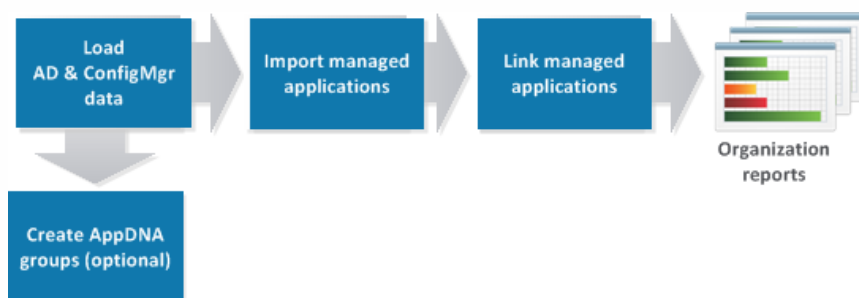 Load
AD & ConfigMgr
data
Import managed
applications
Link managed
applications
Organization
reports
Create AppDNA
groups (optional)